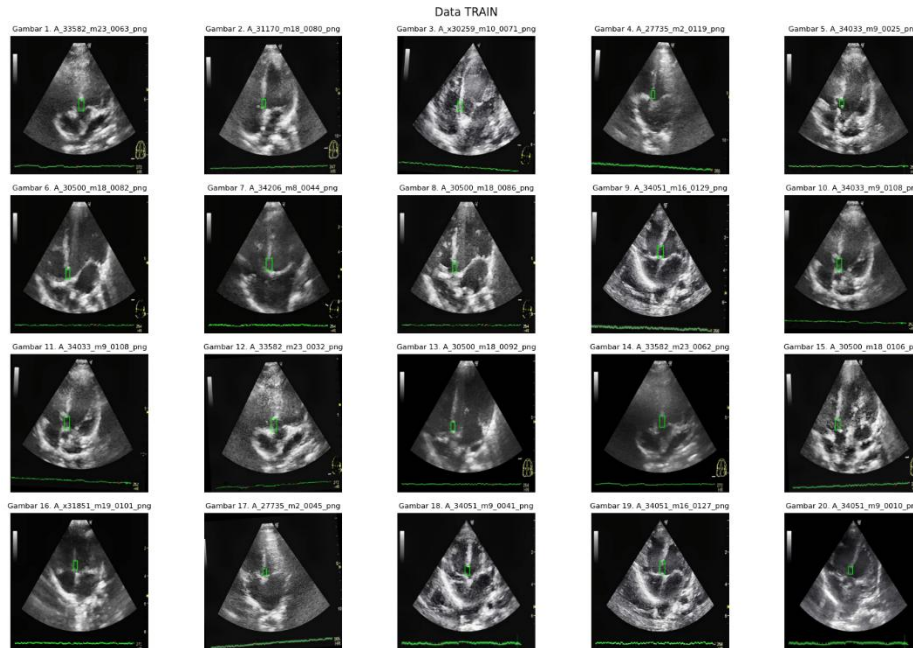 Data TRAIN
Gambar 1. A_33582_m23_0063_png
Gambar 2. A_31170_m18_0080_png
Gambar 3. A_x30259_m10_0071_png
Gambar 4. A_27735_m2_0119_png
Gambar 5. A_34033_m9_0025_png
Gambar 6. A_30500_m18_0082_png
Gambar 7. A_34206_m8_0044_png
Gambar 8. A_30500_m18_0086_png
Gambar 9. A_34051_m16_0129_png
Gambar 10. A_34033_m9_0108_png
Gambar 11. A_34033_m9_0108_png
Gambar 12. A_33582_m23_0032_png
Gambar 13. A_30500_m18_0092_png
Gambar 14. A_33582_m23_0062_png
Gambar 15. A_30500_m18_0106_png
Gambar 16. A_x31851_m19_0101_png
Gambar 17. A_27735_m2_0045_png
Gambar 18. A_34051_m9_0041_png
Gambar 19. A_34051_m16_0127_png
Gambar 20. A_34051_m9_0010_png